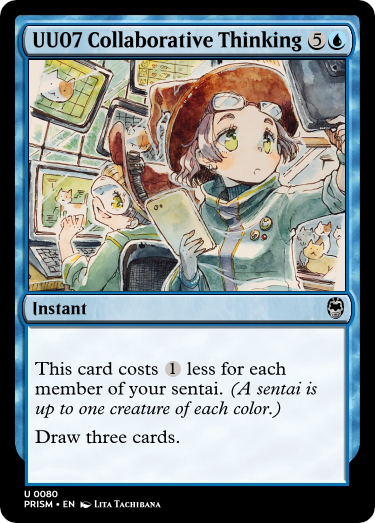 UU07 Collaborative Thinking 5
Instant
This card costs 1 less for each
member of your sentai. (A sentai is
up to one creature of each color.)
Draw three cards.
U 0080
PRISM • EN Lita Tachibana